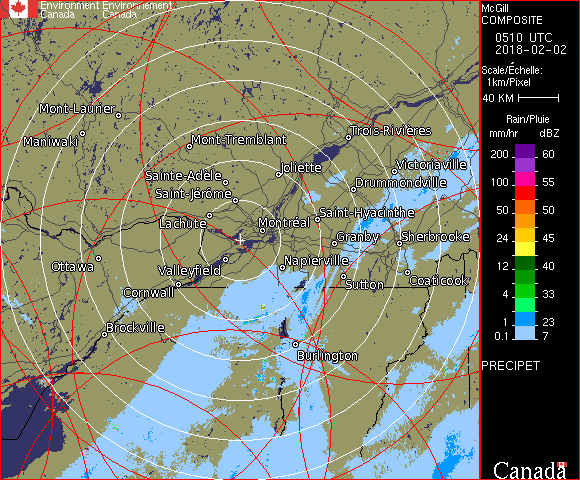 Environment Environnement
Canada Canada
McGill
COMPOSITE
0510 UTC
2018-02-02
Scale/Échelle:
1km/Pixel
40 KM
Rain/Pluie
mm/hr dBZ
200 60
100 55
50 50
24 45
12 40
4 33
1 23
0.1 7
PRECIPET
Canada
Mont-Laurier
Maniwaki
Mont-Tremblant
Trois-Rivières
Victoriaville
Joliette
Sainte-Adèle
Drummondville
Saint-Jérôme
Lachute
Saint-Hyacinthe
Montréal
Granby
Sherbrooke
Ottawa
Valleyfield
Napierville
Cornwall
Sutton
Coaticook
Brockville
Burlington